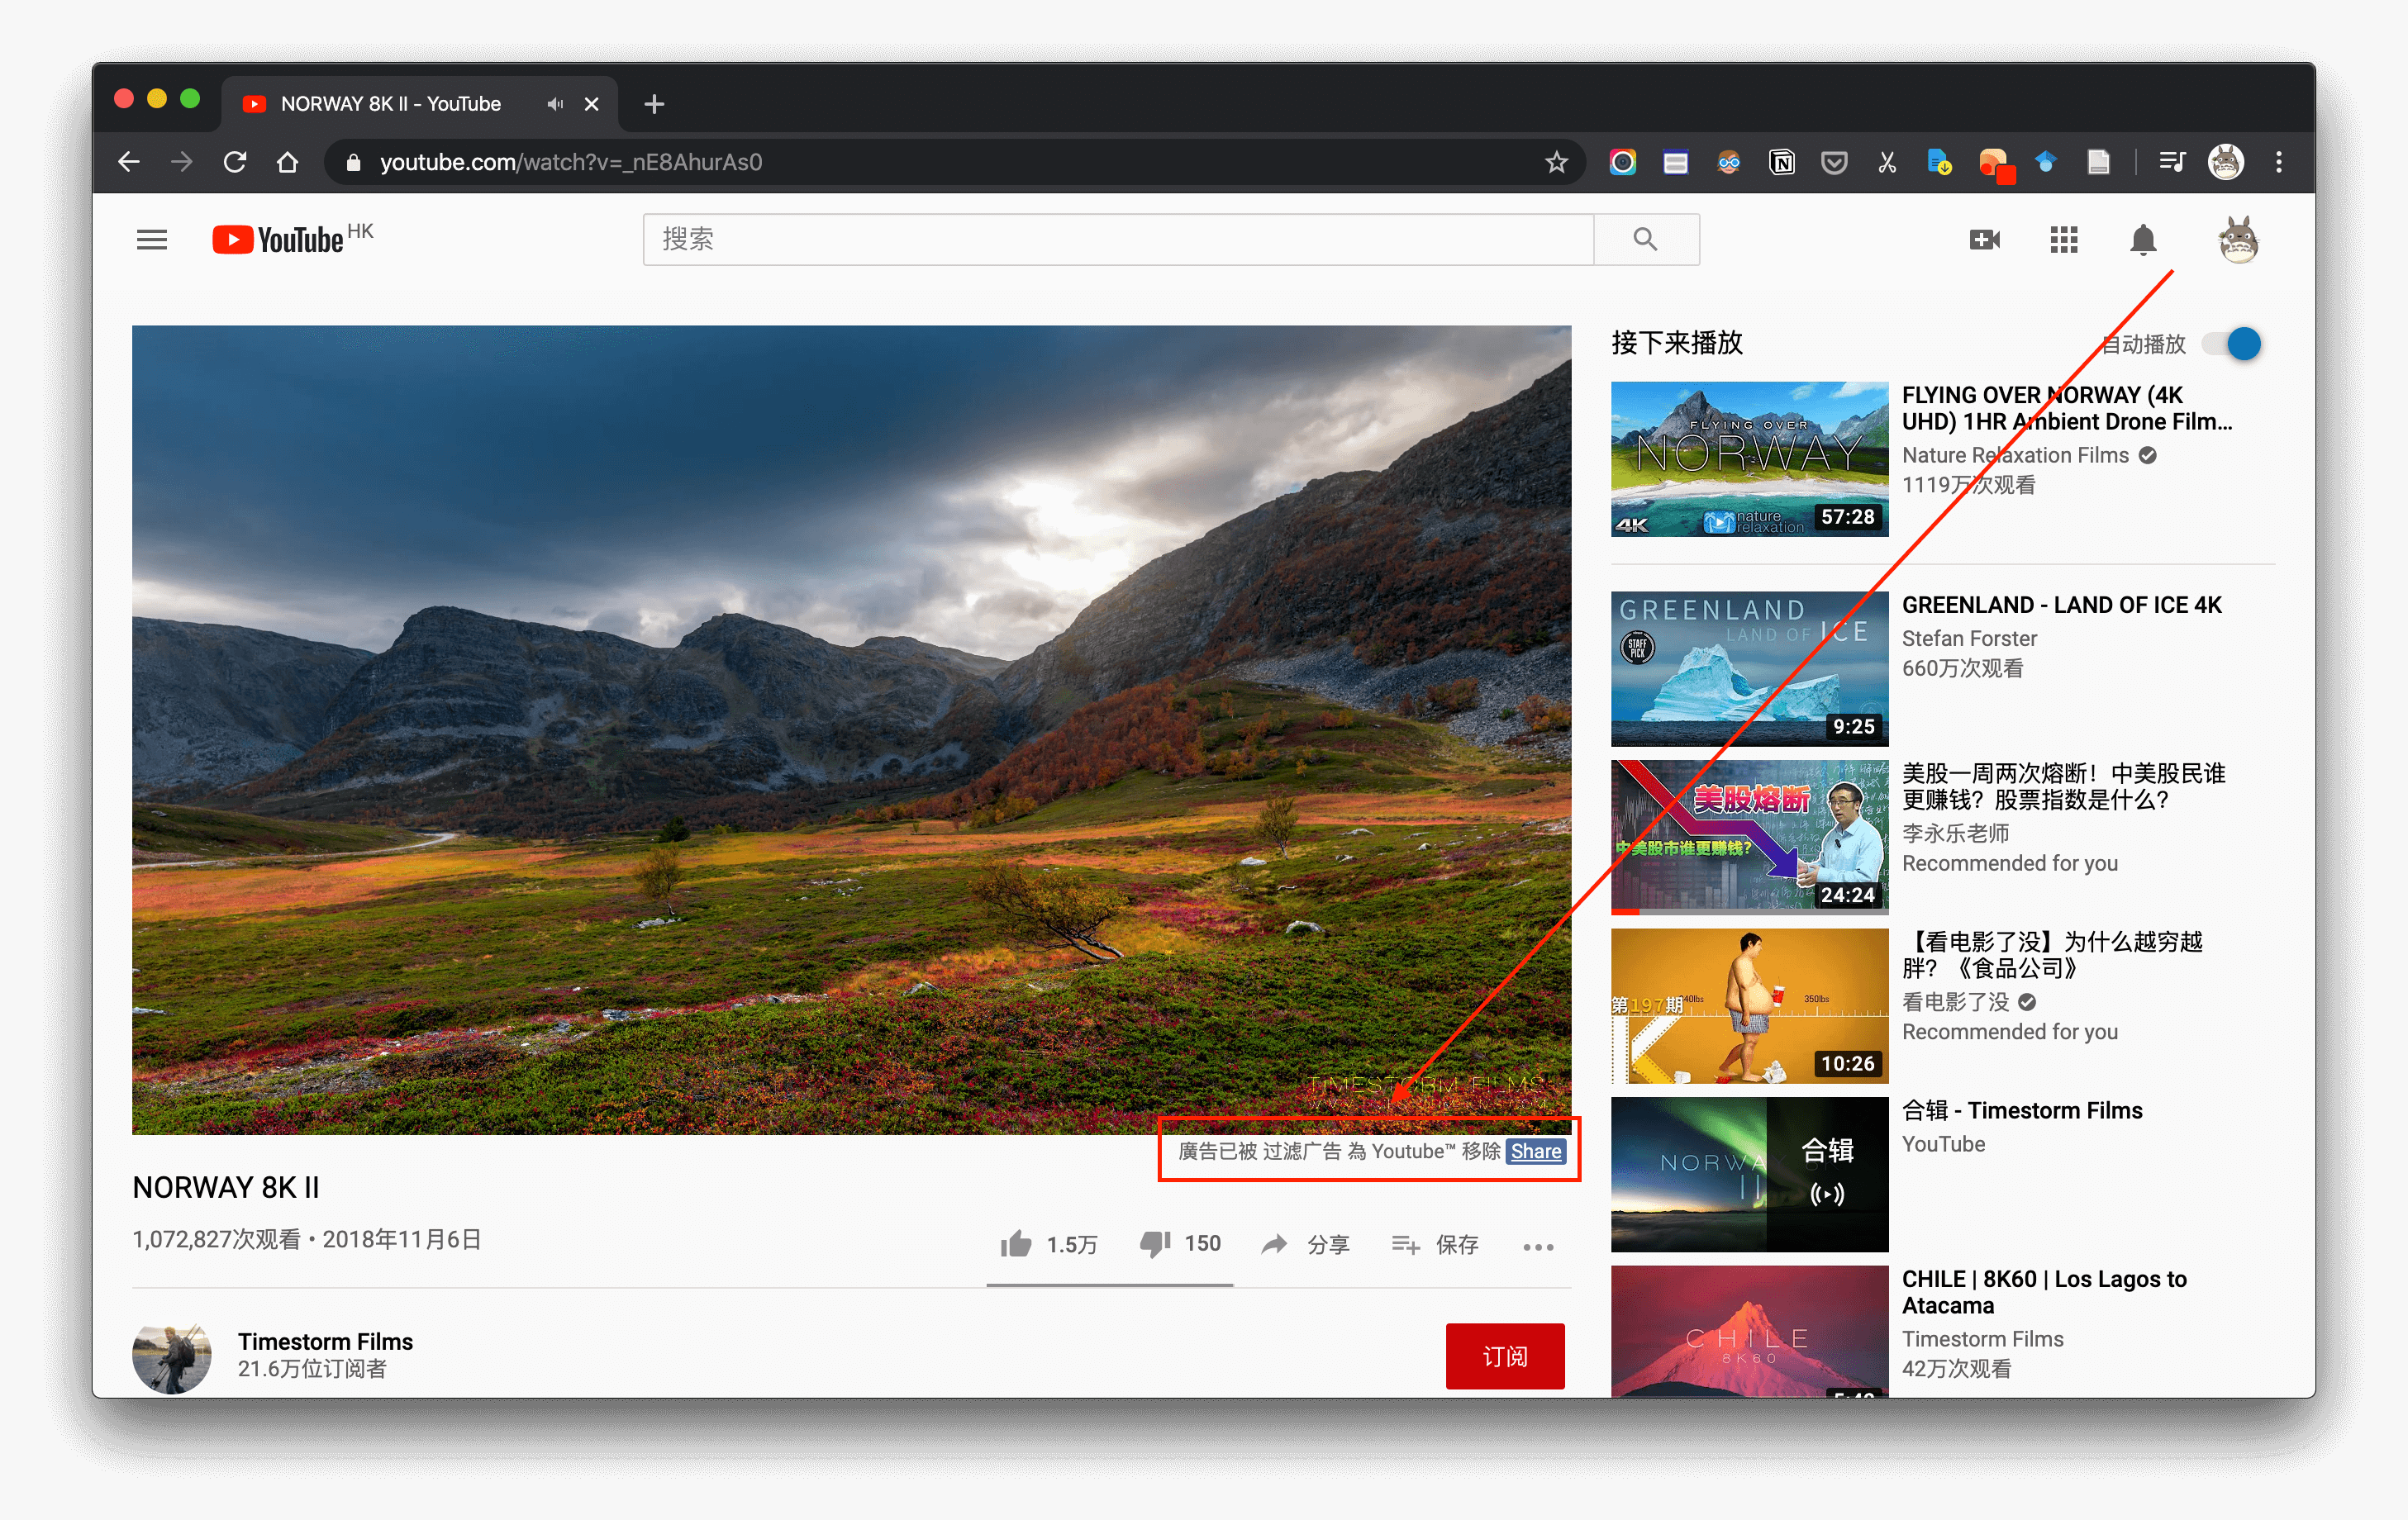 NORWAY 8K II - YouTube
youtube.com/watch?v=_nE8AhurAs0
YouTube HK
搜索
TIMESTORM FILMS
廣告已被 过滤广告 為 Youtube™ 移除 Share
NORWAY 8K II
1,072,827次观看 • 2018年11月6日
1.5万
150
分享
保存
Timestorm Films
21.6万位订阅者
订阅
接下来播放
自动播放
FLYING OVER
NORWAY
4K
nature
relaxation
57:28
FLYING OVER NORWAY (4K
UHD) 1HR Ambient Drone Film...
Nature Relaxation Films
1119万次观看
GREENLAND
LAND OF ICE
STAFF
PICK
9:25
GREENLAND - LAND OF ICE 4K
Stefan Forster
660万次观看
美股熔断
中美股市谁更赚钱?
24:24
美股一周两次熔断！中美股民谁
更赚钱？股票指数是什么？
李永乐老师
Recommended for you
第197期
350lbs
10:26
【看电影了没】为什么越穷越
胖？《食品公司》
看电影了没
Recommended for you
NORWAY
II
合辑
合辑 - Timestorm Films
YouTube
CHILE
8K60
CHILE | 8K60 | Los Lagos to
Atacama
Timestorm Films
42万次观看